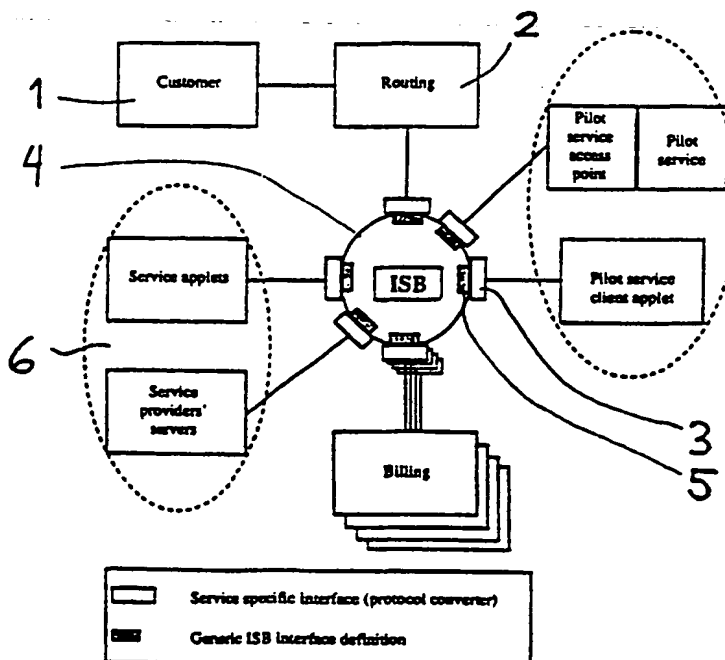 1
Customer
Routing
2
Pilot
service
access
point
Pilot
service
4
Service applets
ISB
Pilot service
client applet
6
Service
providers'
servers
3
5
Billing
Service specific interface (protocol converter)
Generic ISB interface definition